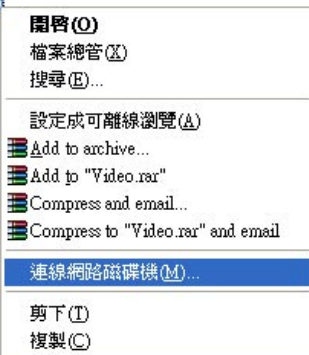 開啓(O)
檔案總管(X)
搜尋(E)...
設定成可離線瀏覽(A)
Add to archive...
Add to "Video.rar"
Compress and email...
Compress to "Video.rar" and email
連線網路磁碟機(M)...
剪下(T)
複製(C)